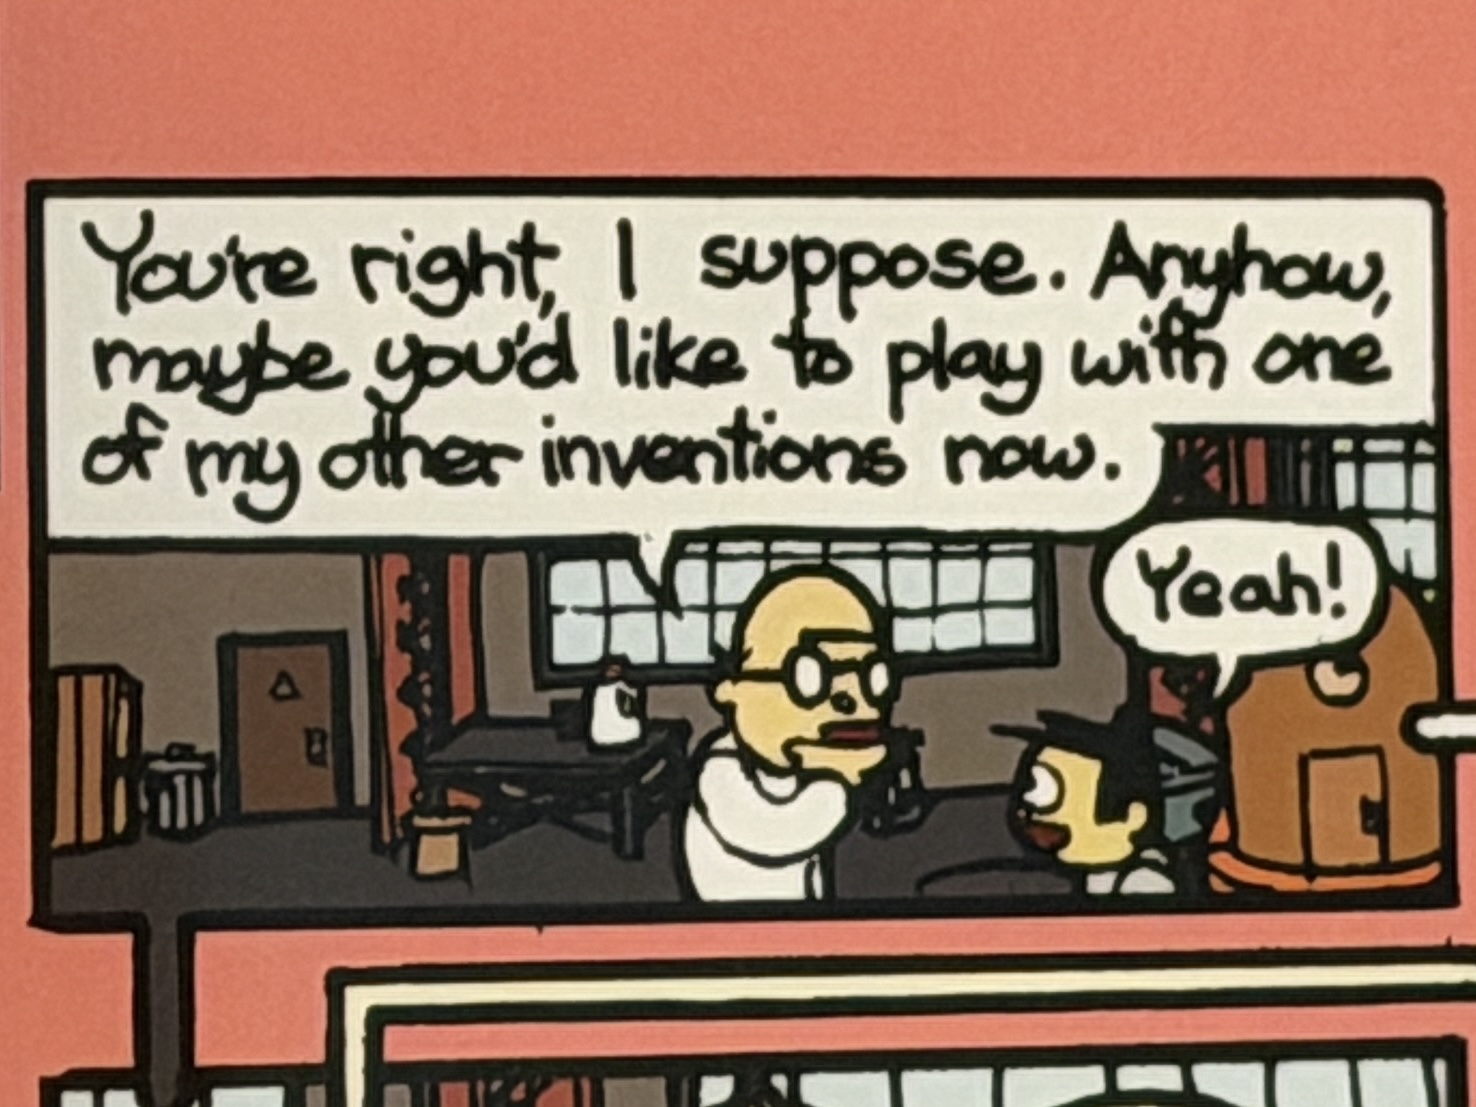 You're right, I suppose. Anyhow,
maybe you'd like to play with one
of my other inventions now.
Yeah!